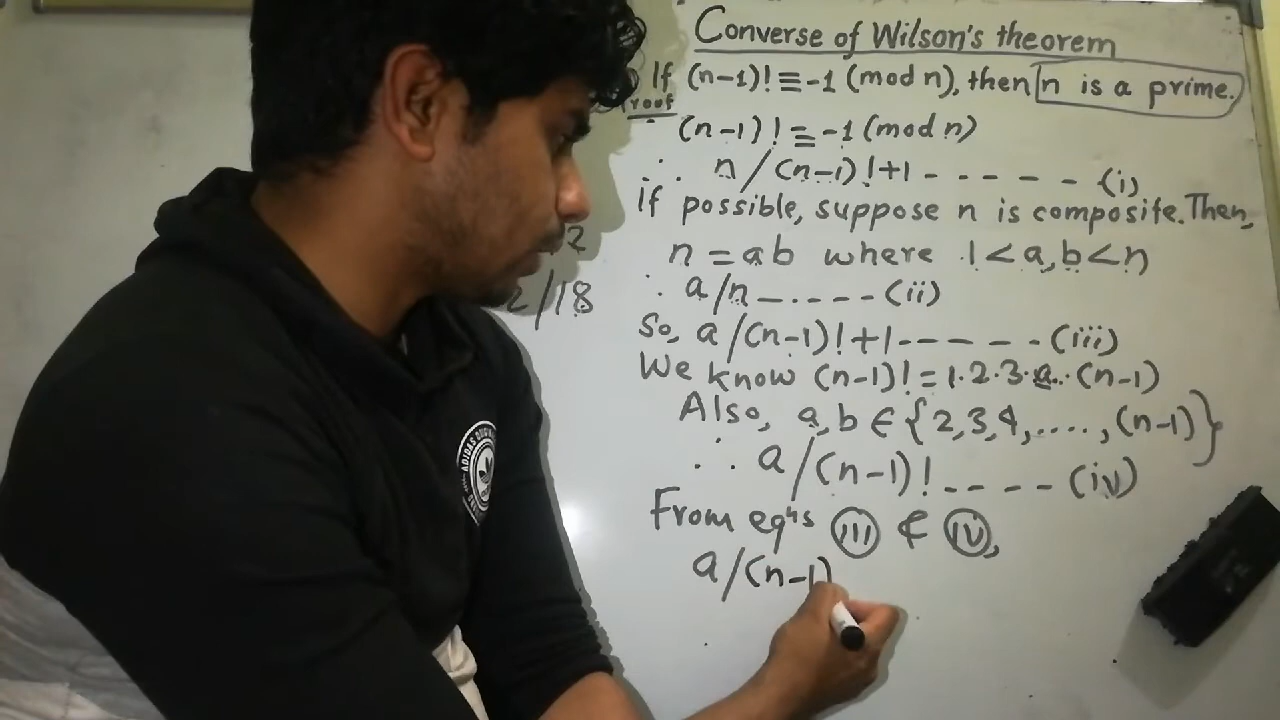 Converse of Wilson's theorem
If (n-1)! ≡ -1 (mod n), then n is a prime.
Proof
(n-1)! ≡ -1 (mod n)
∴ n/(n-1)!+1 - - - - - (i)
If possible, suppose n is composite. Then,
n = ab where 1<a,b<n
∴ a/n - - - - - (ii)
So, a/(n-1)!+1 - - - - - - (iii)
We know (n-1)! = 1·2·3·a...(n-1)
Also, a,b ∈ {2,3,4,....,(n-1)}
∴ a/(n-1)! - - - - (iv)
From eqns (III) & (IV),
a/(n-1)
2
2/18
ADIDAS